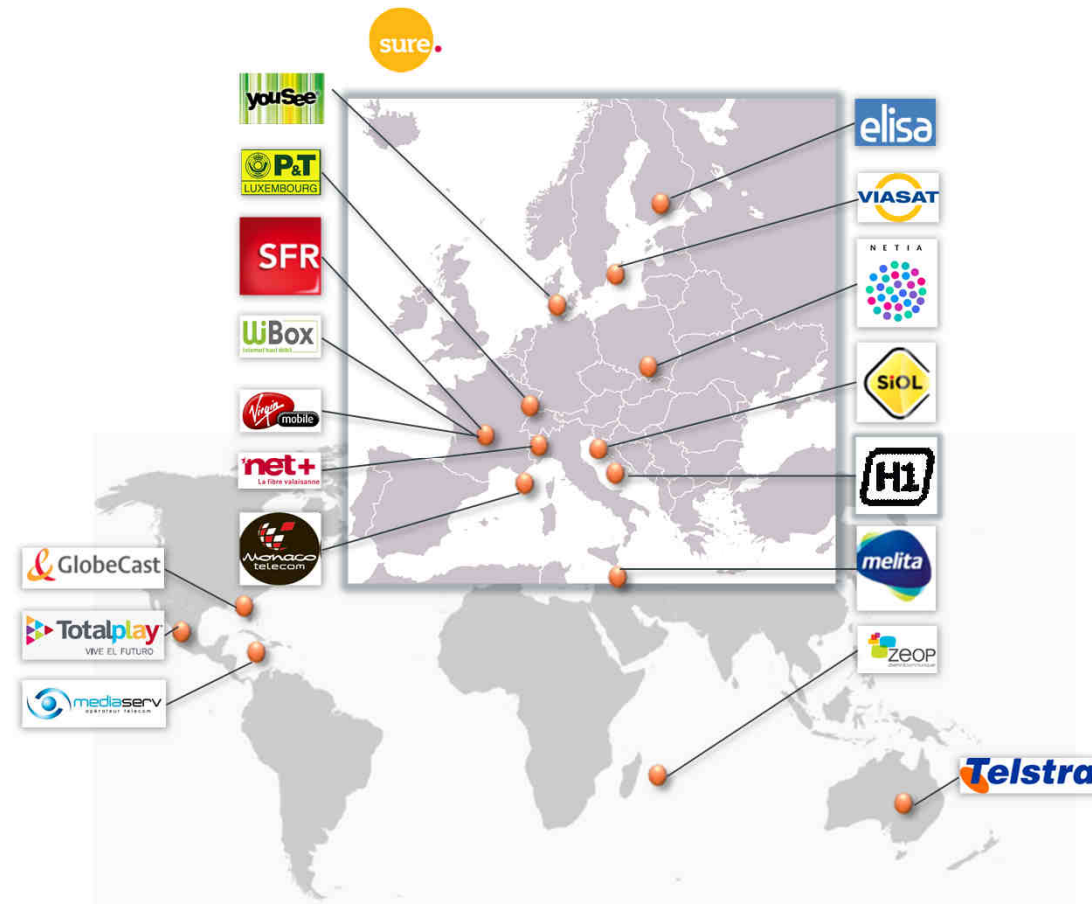 sure.
youSee
P&T
LUXEMBOURG
SFR
WiBox
Virgin
mobile
net+
La fibre valaisanne
Monaco
telecom
elisa
VIASAT
NETIA
SiOL
H1
melita
zeop
GlobeCast
Totalplay
VIVE EL FUTURO
mediaserv
opérateur télécom
Telstra